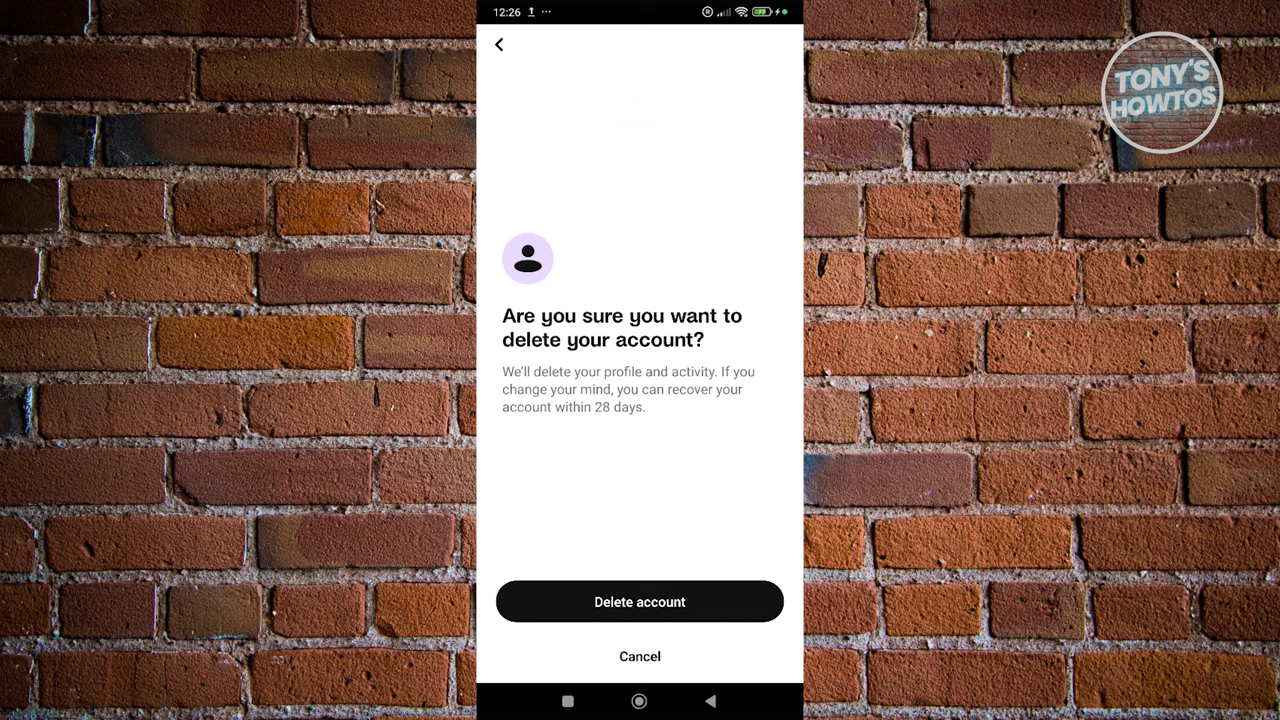 12:26
TONY'S
HOWTOS
Are you sure you want to
delete your account?
We'll delete your profile and activity. If you
change your mind, you can recover your
account within 28 days.
Delete account
Cancel